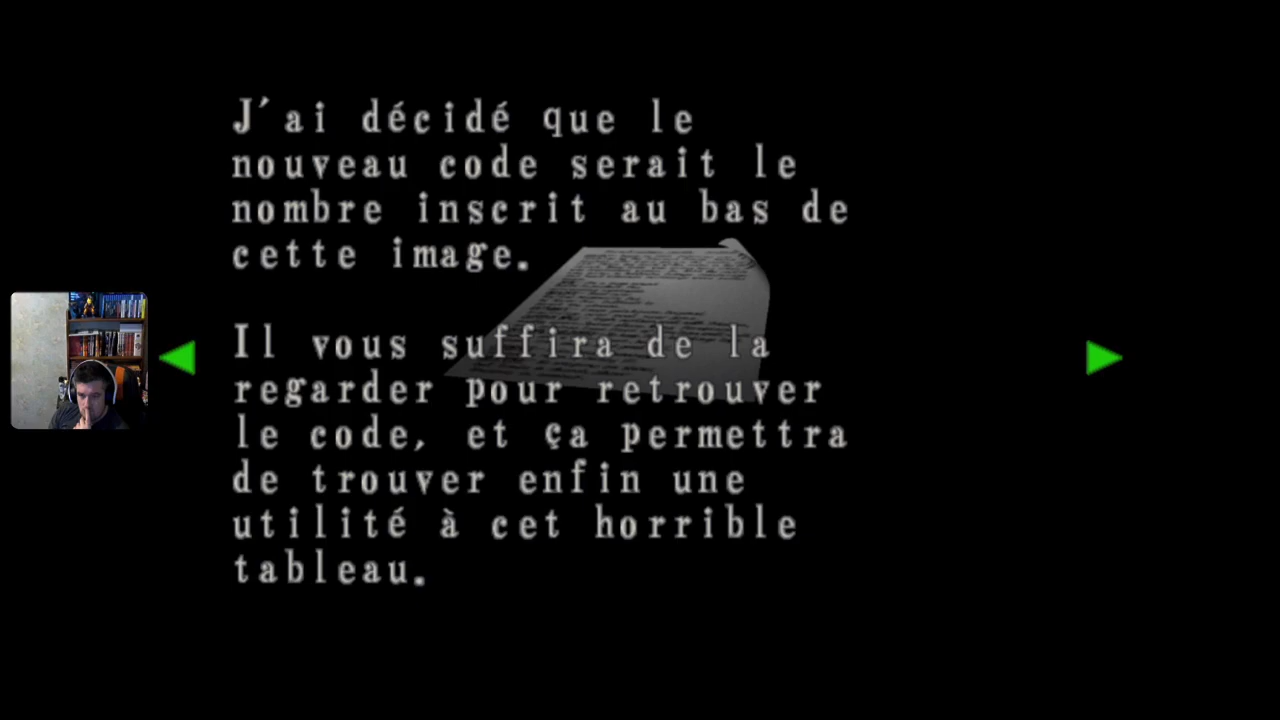 J'ai décidé que le
nouveau code serait le
nombre inscrit au bas de
cette image.
Il vous suffira de la
regarder pour retrouver
le code, et ça permettra
de trouver enfin une
utilité à cet horrible
tableau.